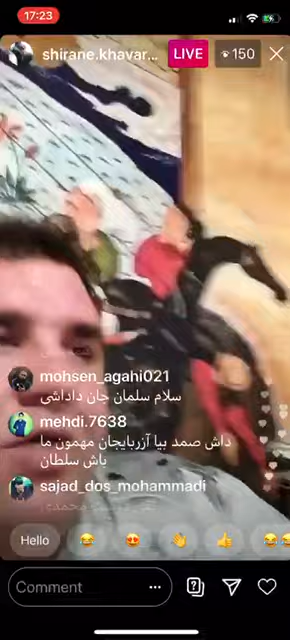 17:23
shirane.khavar...
LIVE
150
mohsen_agahi021
سلام سلمان جان داداشی
mehdi.7638
داش صمد بیا آزربایجان مهمون ما
باش سلطان
sajad_dos_mohammadi
Hello
Comment